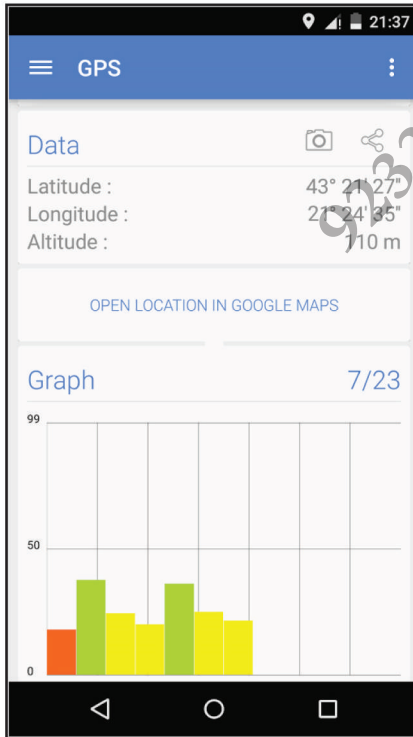 21:37
GPS
Data
Latitude : 43° 21' 27"
Longitude : 21° 24' 35"
Altitude : 110 m
OPEN LOCATION IN GOOGLE MAPS
Graph 7/23
99
50
0